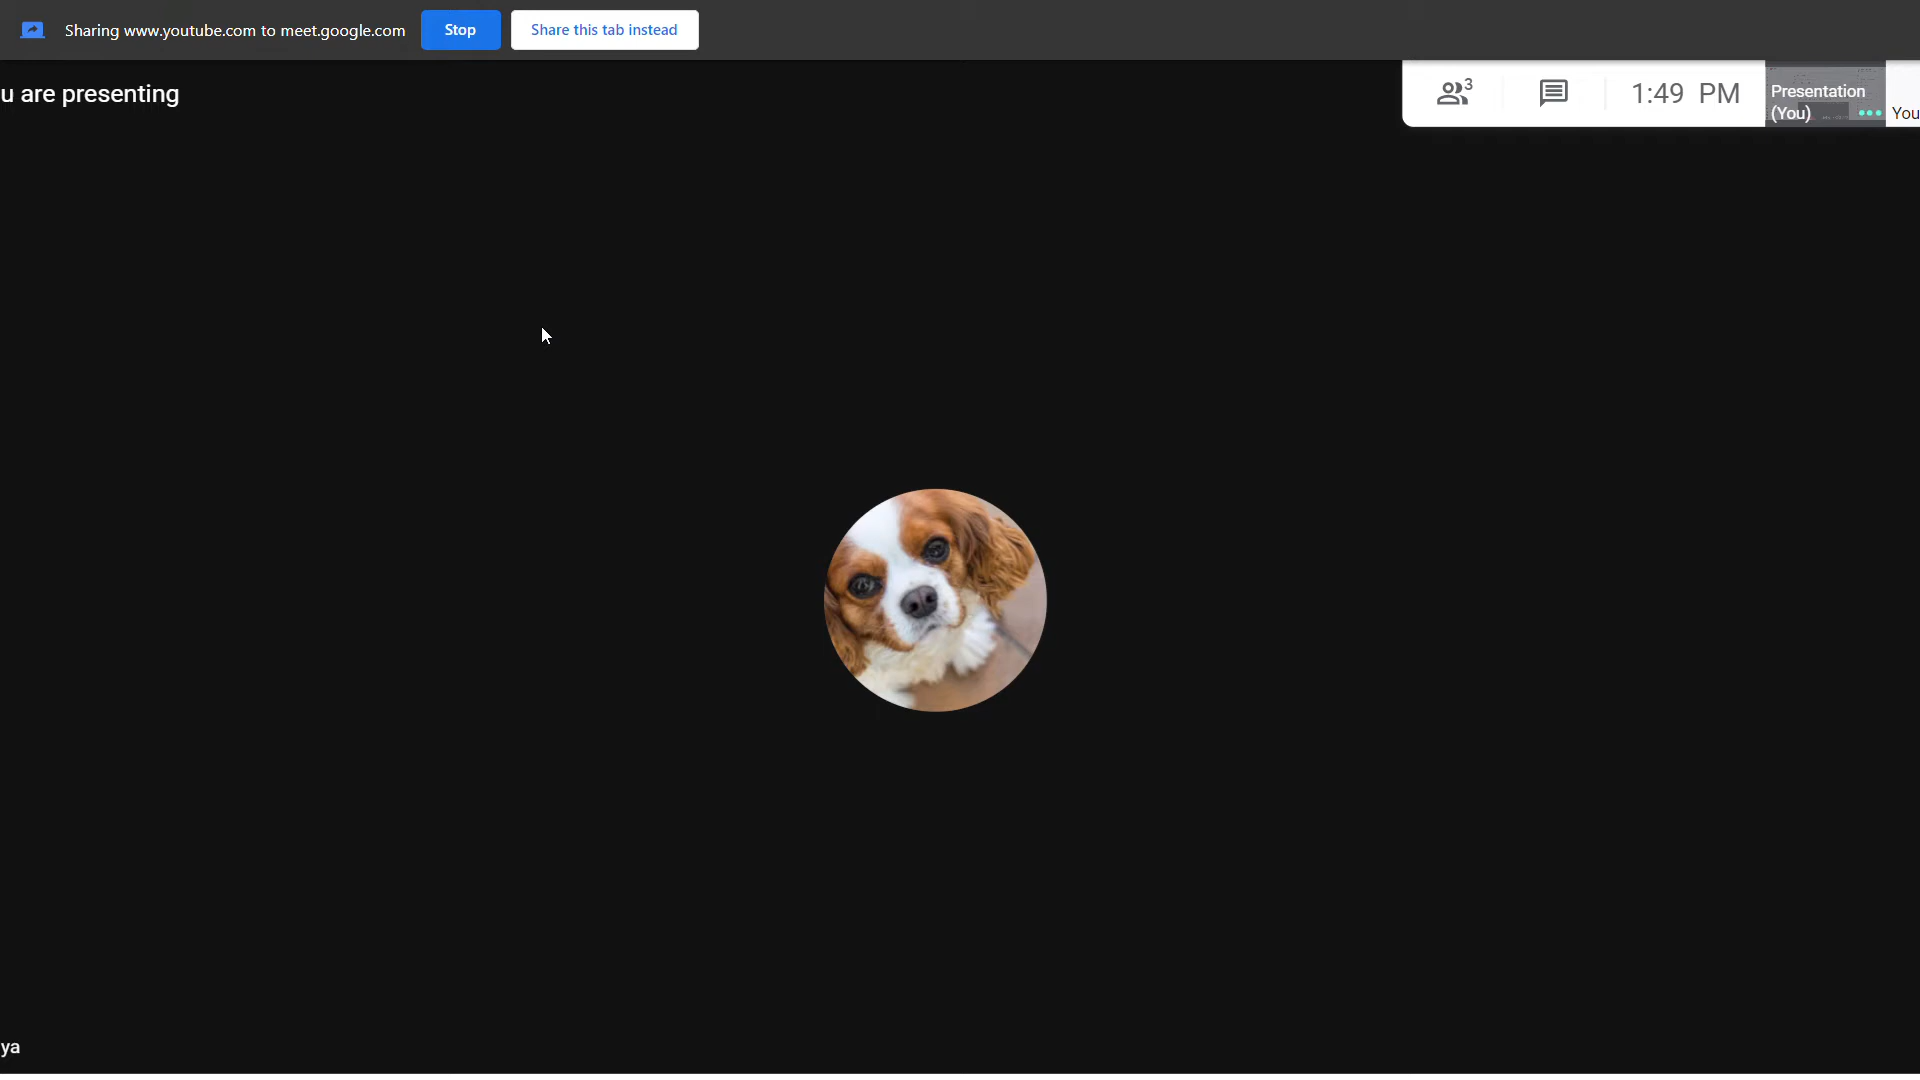 Sharing www.youtube.com to meet.google.com Stop Share this tab instead
u are presenting
3
1:49 PM
Presentation
(You)
You
ya